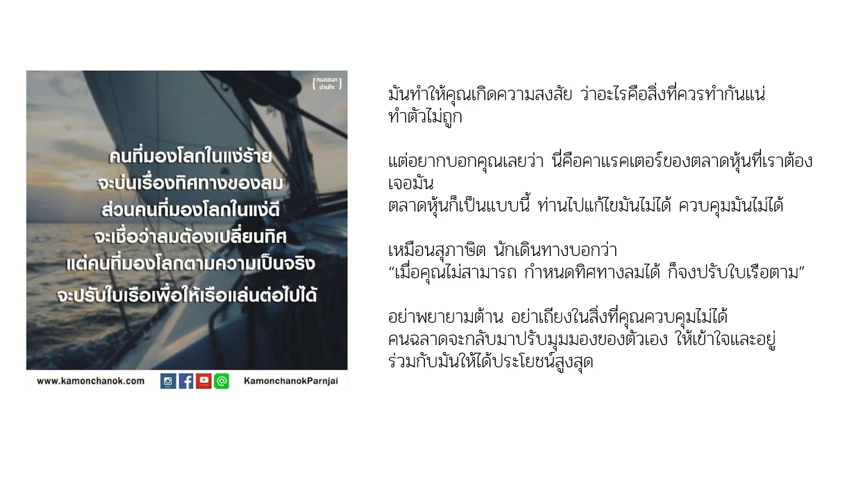 [กมลชนก
ปานใจ]
คนที่มองโลกในแง่ร้าย
จะบ่นเรื่องทิศทางของลม
ส่วนคนที่มองโลกในแง่ดี
จะเชื่อว่าลมต้องเปลี่ยนทิศ
แต่คนที่มองโลกตามความเป็นจริง
จะปรับใบเรือเพื่อให้เรือแล่นต่อไปได้
www.kamonchanok.com
KamonchanokParnjai
มันทำให้คุณเกิดความสงสัย ว่าอะไรคือสิ่งที่ควรทำกันแน่
ทำตัวไม่ถูก
แต่อยากบอกคุณเลยว่า นี่คือคาแรคเตอร์ของตลาดหุ้นที่เราต้อง
เจอมัน
ตลาดหุ้นก็เป็นแบบนี้ ท่านไปแก้ไขมันไม่ได้ ควบคุมมันไม่ได้
เหมือนสุภาษิต นักเดินทางบอกว่า
“เมื่อคุณไม่สามารถ กำหนดทิศทางลมได้ ก็จงปรับใบเรือตาม”
อย่าพยายามต้าน อย่าเถียงในสิ่งที่คุณควบคุมไม่ได้
คนฉลาดจะกลับมาปรับมุมมองของตัวเอง ให้เข้าใจและอยู่
ร่วมกับมันให้ได้ประโยชน์สูงสุด